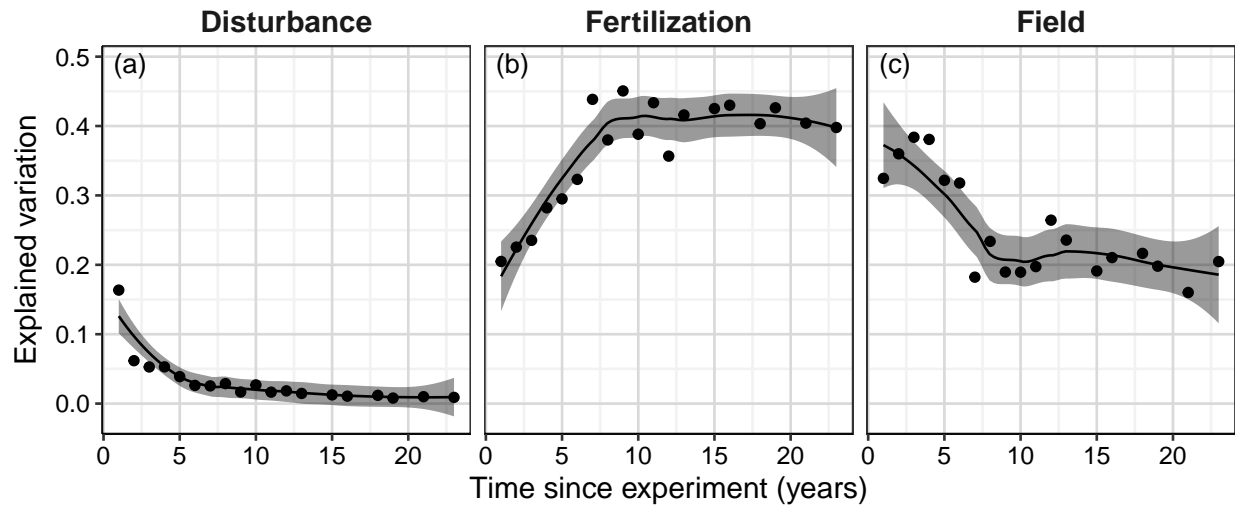 Disturbance
Fertilization
Field
(a)
(b)
(c)
Explained variation
0.5
0.4
0.3
0.2
0.1
0.0
0 5 10 15 20
0 5 10 15 20
0 5 10 15 20
Time since experiment (years)